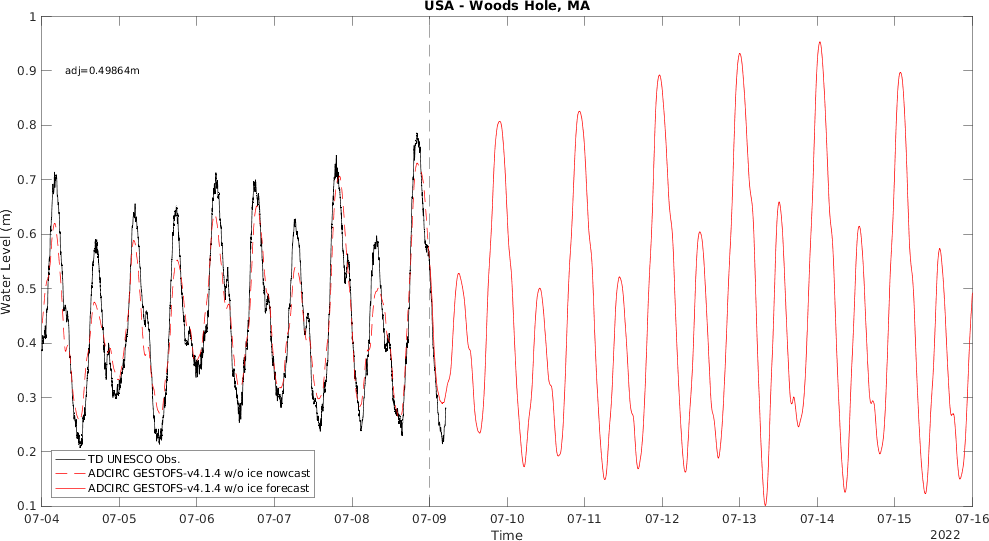 USA - Woods Hole, MA
1
0.9
0.8
0.7
0.6
0.5
0.4
0.3
0.2
0.1
Water Level (m)
adj=0.49864m
TD UNESCO Obs.
ADCIRC GESTOFS-v4.1.4 w/o ice nowcast
ADCIRC GESTOFS-v4.1.4 w/o ice forecast
07-04 07-05 07-06 07-07 07-08 07-09 07-10 07-11 07-12 07-13 07-14 07-15 07-16
Time
2022